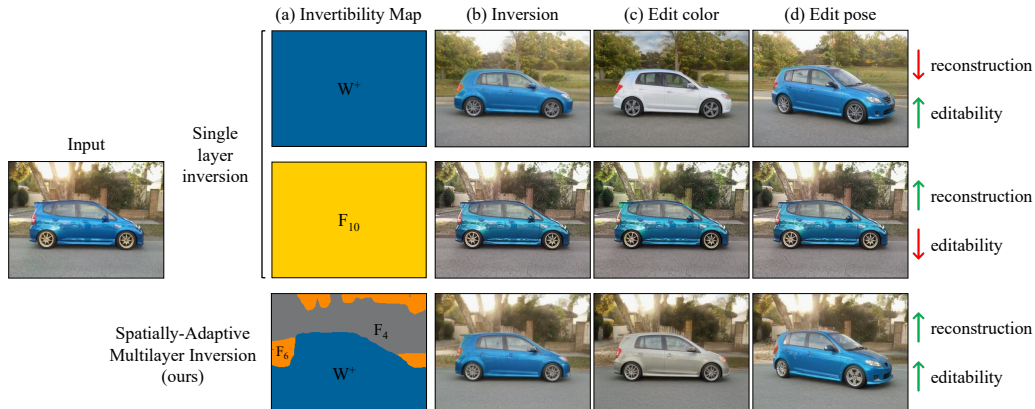 (a) Invertibility Map
(b) Inversion
(c) Edit color
(d) Edit pose
W⁺
reconstruction
editability
Single
layer
inversion
Input
F₁₀
reconstruction
editability
Spatially-Adaptive
Multilayer Inversion
(ours)
F₄
F₆
W⁺
reconstruction
editability